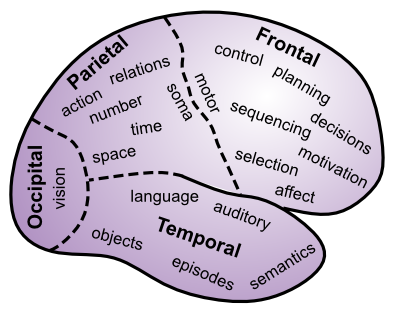 Parietal
relations
action
number
time
space
soma
motor
Frontal
control
planning
sequencing
decisions
selection
motivation
affect
Occipital
vision
language
auditory
Temporal
objects
episodes
semantics